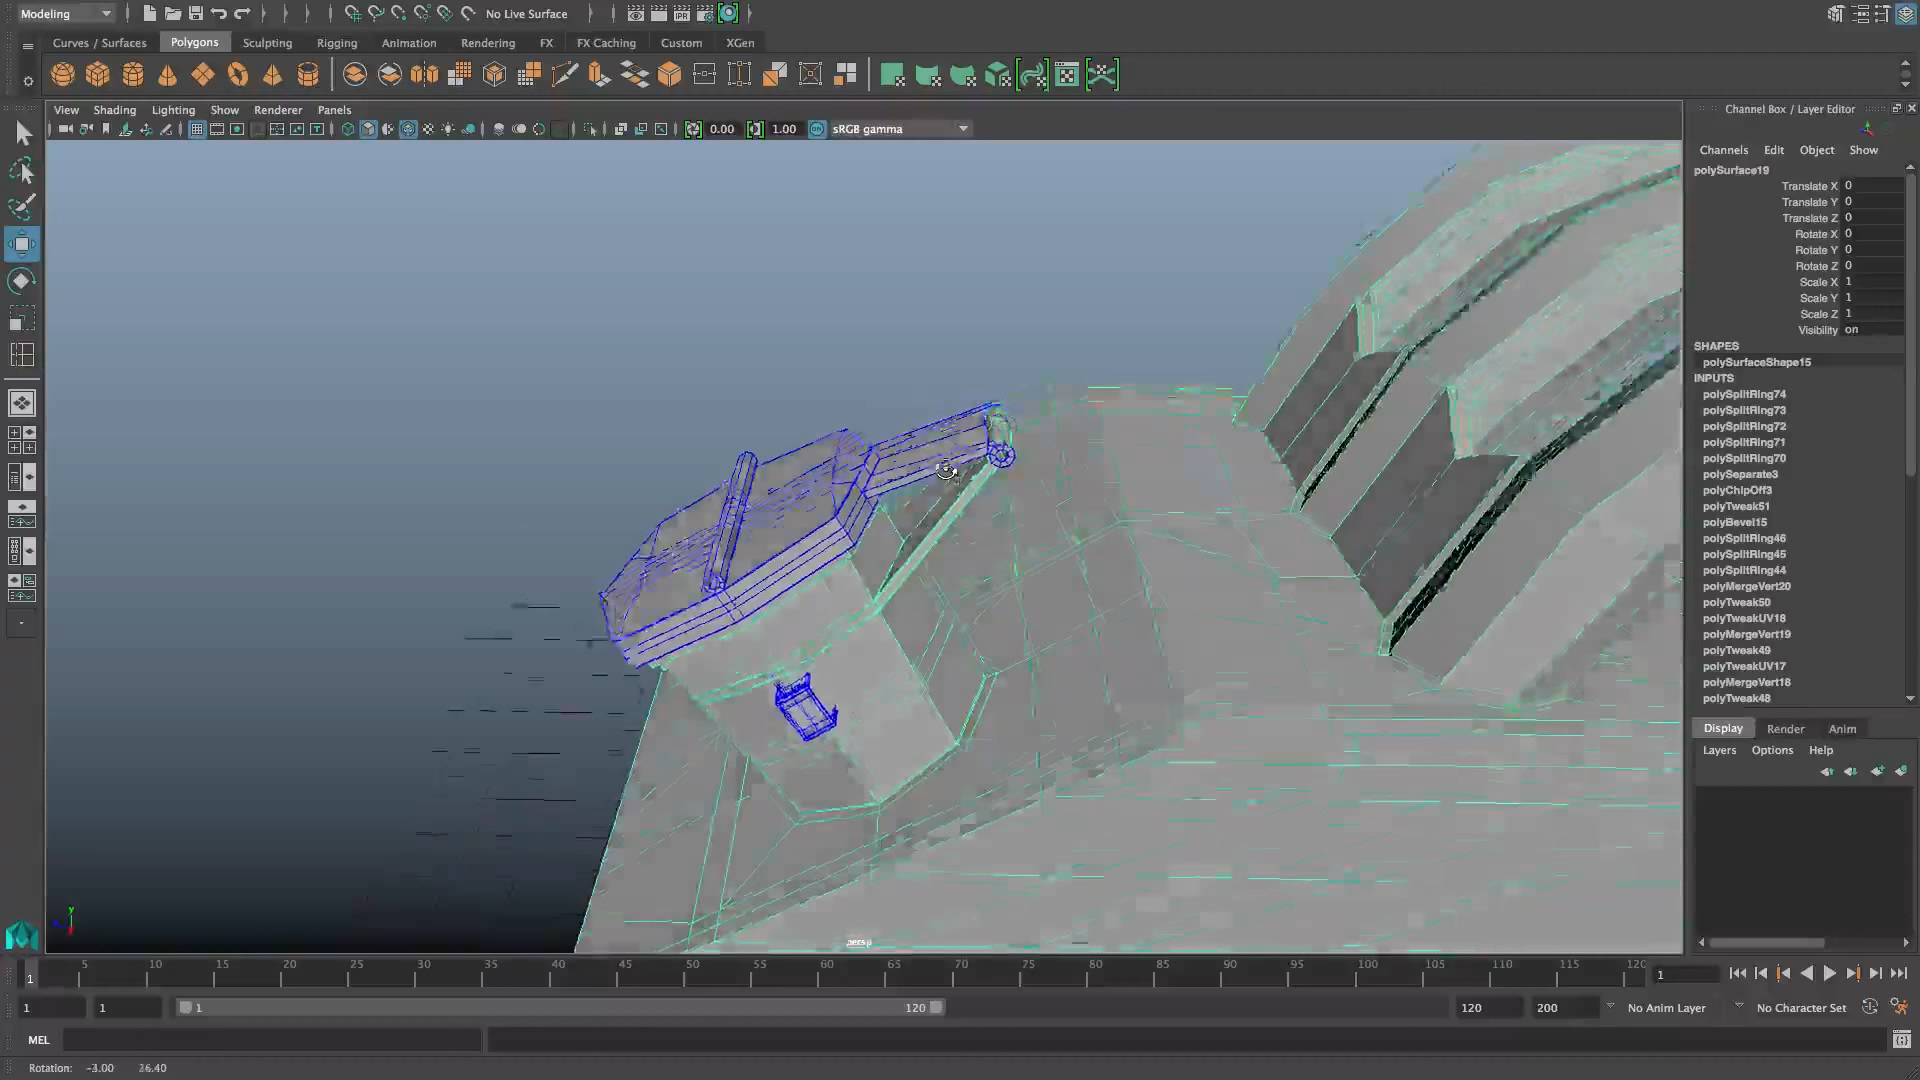 Modeling No Live Surface
Curves / Surfaces Polygons Sculpting Rigging Animation Rendering FX FX Caching Custom XGen
View Shading Lighting Show Renderer Panels
0.00 1.00 sRGB gamma
Channel Box / Layer Editor
Channels Edit Object Show
polySurface19
Translate X 0
Translate Y 0
Translate Z 0
Rotate X 0
Rotate Y 0
Rotate Z 0
Scale X 1
Scale Y 1
Scale Z 1
Visibility on
SHAPES
polySurfaceShape15
INPUTS
polySplitRing74
polySplitRing73
polySplitRing72
polySplitRing71
polySplitRing70
polySeparate3
polyChipOff3
polyTweak51
polyBevel15
polySplitRing46
polySplitRing45
polySplitRing44
polyMergeVert20
polyTweak50
polyTweakUV18
polyMergeVert19
polyTweak49
polyTweakUV17
polyMergeVert18
polyTweak48
Display Render Anim
Layers Options Help
y
persp
5 10 15 20 25 30 35 40 45 50 55 60 65 70 75 80 85 90 95 100 105 110 115 120
1 1
1 1 1 120 120 200 No Anim Layer No Character Set
MEL
Rotation: -3.00